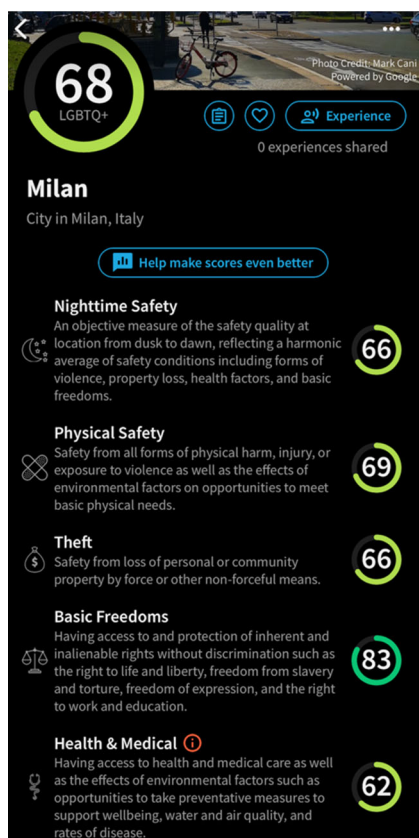 Photo Credit: Mark Cani
Powered by Google
68
LGBTQ+
Experience
0 experiences shared
Milan
City in Milan, Italy
Help make scores even better
Nighttime Safety
An objective measure of the safety quality at
location from dusk to dawn, reflecting a harmonic
average of safety conditions including forms of
violence, property loss, health factors, and basic
freedoms.
66
Physical Safety
Safety from all forms of physical harm, injury, or
exposure to violence as well as the effects of
environmental factors on opportunities to meet
basic physical needs.
69
Theft
Safety from loss of personal or community
property by force or other non-forceful means.
66
Basic Freedoms
Having access to and protection of inherent and
inalienable rights without discrimination such as
the right to life and liberty, freedom from slavery
and torture, freedom of expression, and the right
to work and education.
83
Health & Medical
Having access to health and medical care as well
as the effects of environmental factors such as
opportunities to take preventative measures to
support wellbeing, water and air quality, and
rates of disease.
62